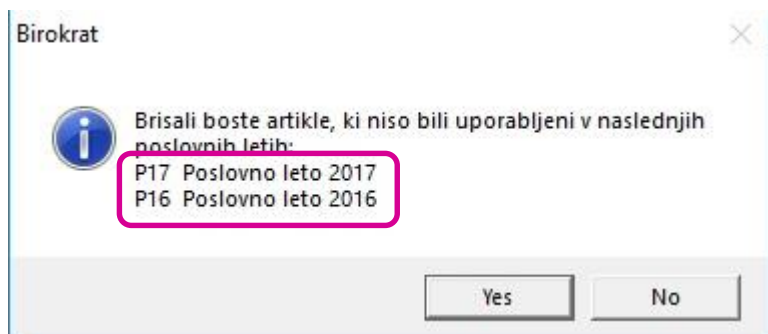 Birokrat
Brisali boste artikle, ki niso bili uporabljeni v naslednjih
poslovnih letih:
P17 Poslovno leto 2017
P16 Poslovno leto 2016
Yes
No